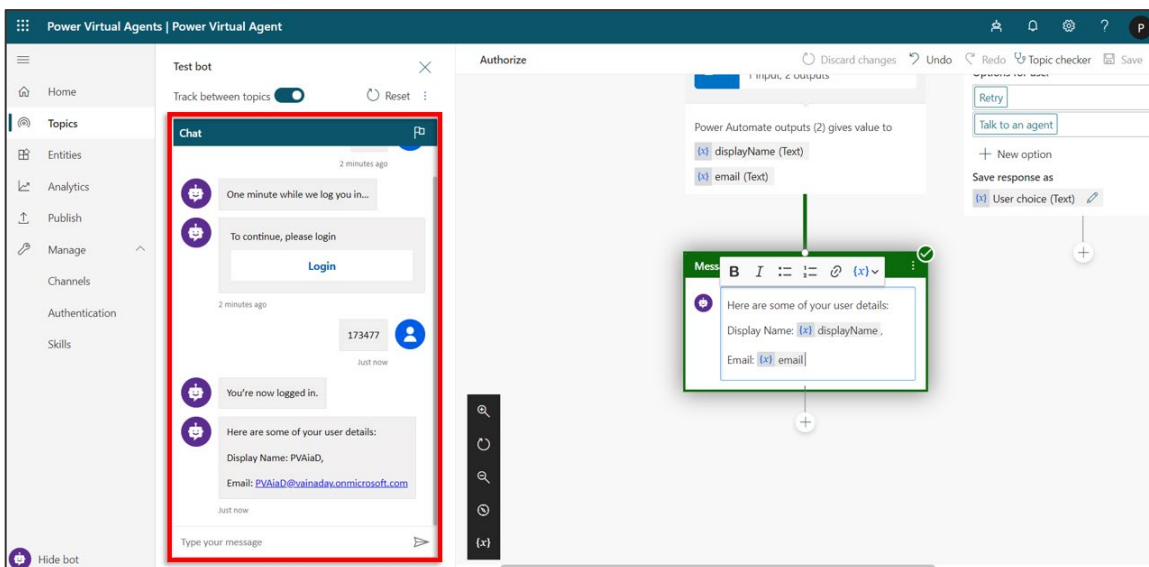 Power Virtual Agents | Power Virtual Agent
?
P
Home
Topics
Entities
Analytics
Publish
Manage
Channels
Authentication
Skills
Hide bot
Test bot
Track between topics
Reset
Chat
2 minutes ago
One minute while we log you in...
To continue, please login
Login
2 minutes ago
173477
Just now
You're now logged in.
Here are some of your user details:
Display Name: PVAiaD,
Email: PVAiaD@vainaday.onmicrosoft.com
Just now
Type your message
Authorize
Discard changes
Undo
Redo
Topic checker
Save
1 input, 2 outputs
Power Automate outputs (2) gives value to
{x} displayName (Text)
{x} email (Text)
Mess
B I {x}
Here are some of your user details:
Display Name: {x} displayName ,
Email: {x} email
{x}
Options for user
Retry
Talk to an agent
New option
Save response as
{x} User choice (Text)